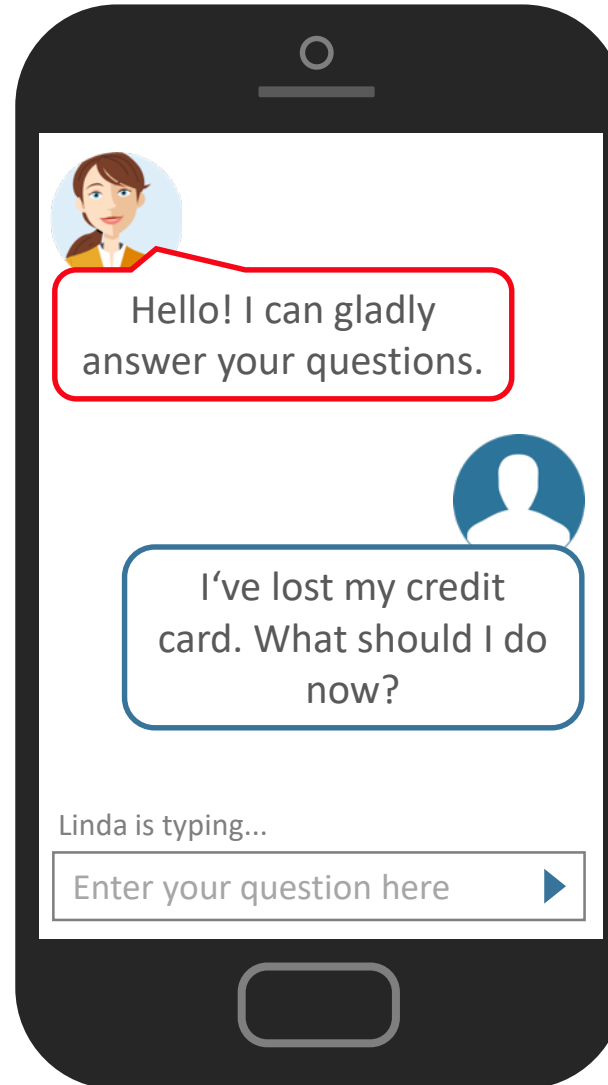 Hello! I can gladly
answer your questions.
I‘ve lost my credit
card. What should I do
now?
Linda is typing...
Enter your question here